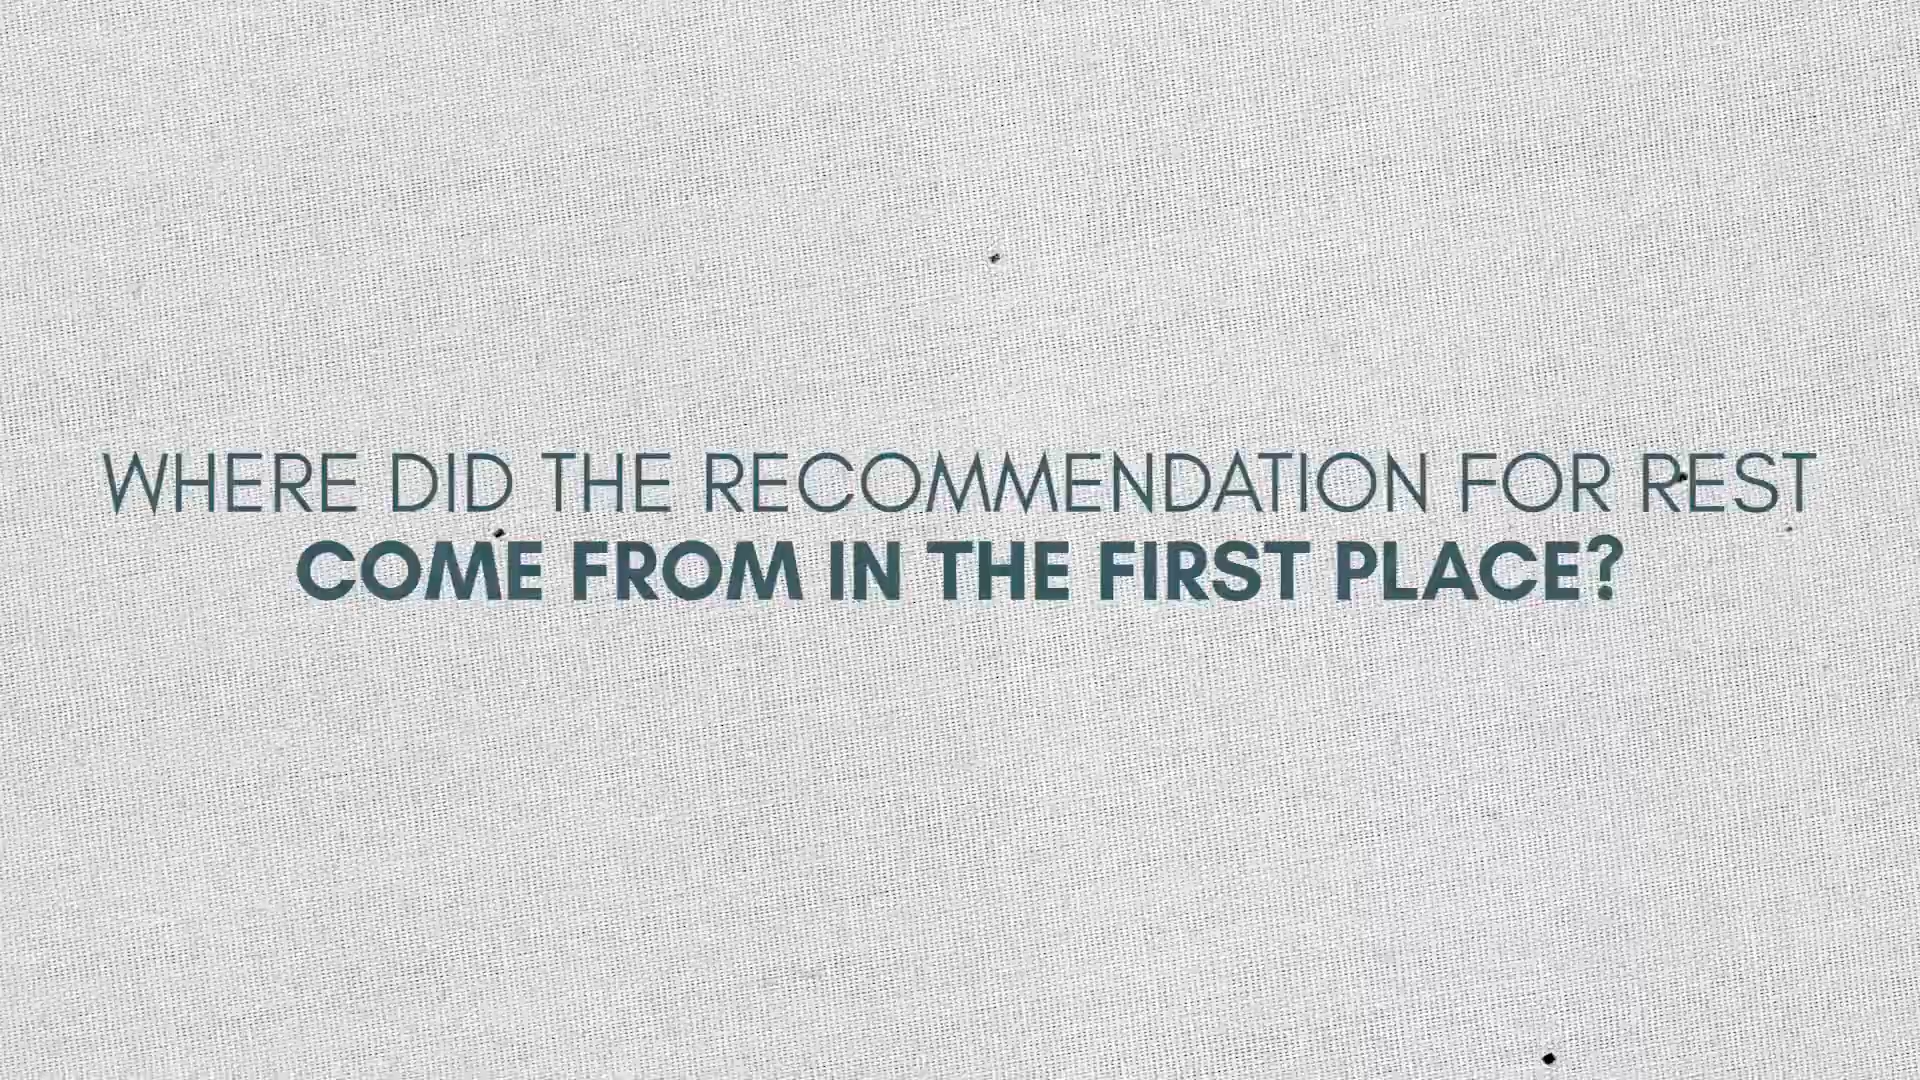 WHERE DID THE RECOMMENDATION FOR REST
COME FROM IN THE FIRST PLACE?